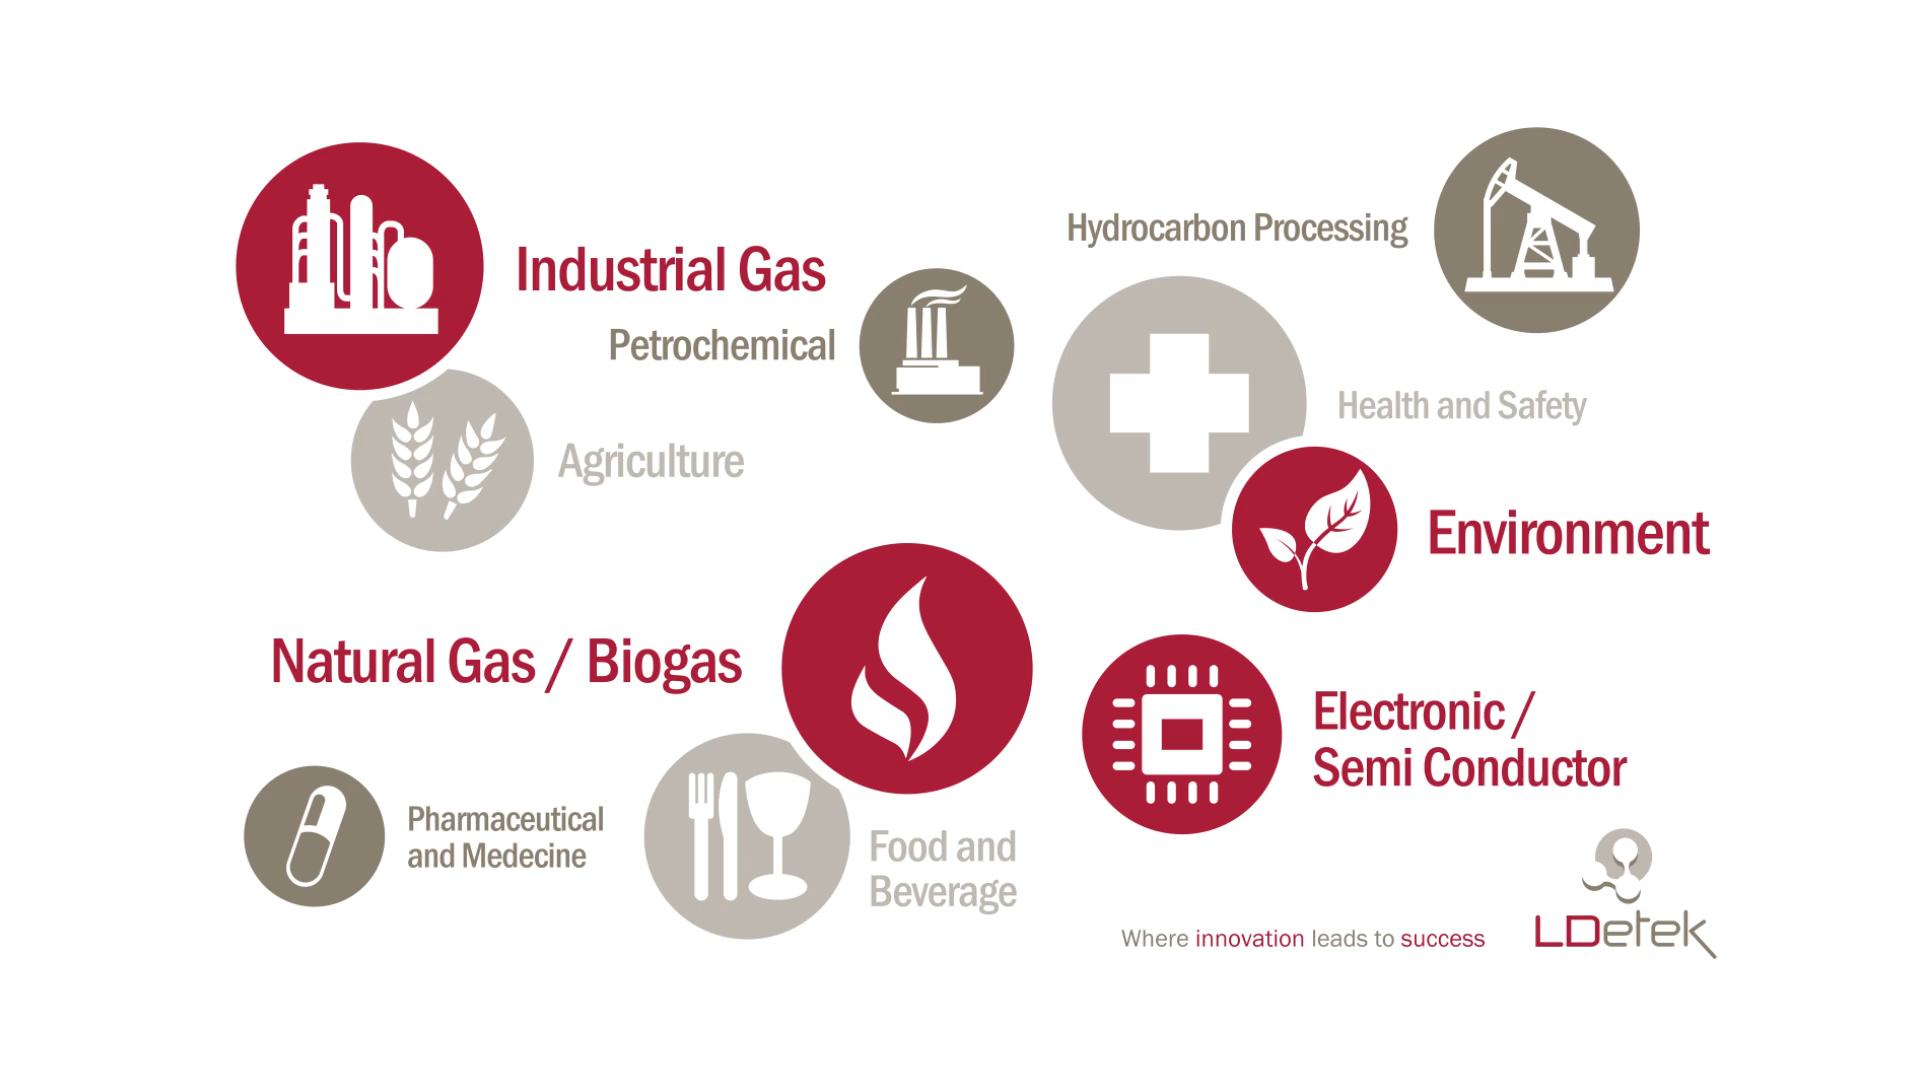 Industrial Gas
Petrochemical
Agriculture
Hydrocarbon Processing
Health and Safety
Environment
Natural Gas / Biogas
Electronic /
Semi Conductor
Pharmaceutical
and Medecine
Food and
Beverage
Where innovation leads to success
LDetek